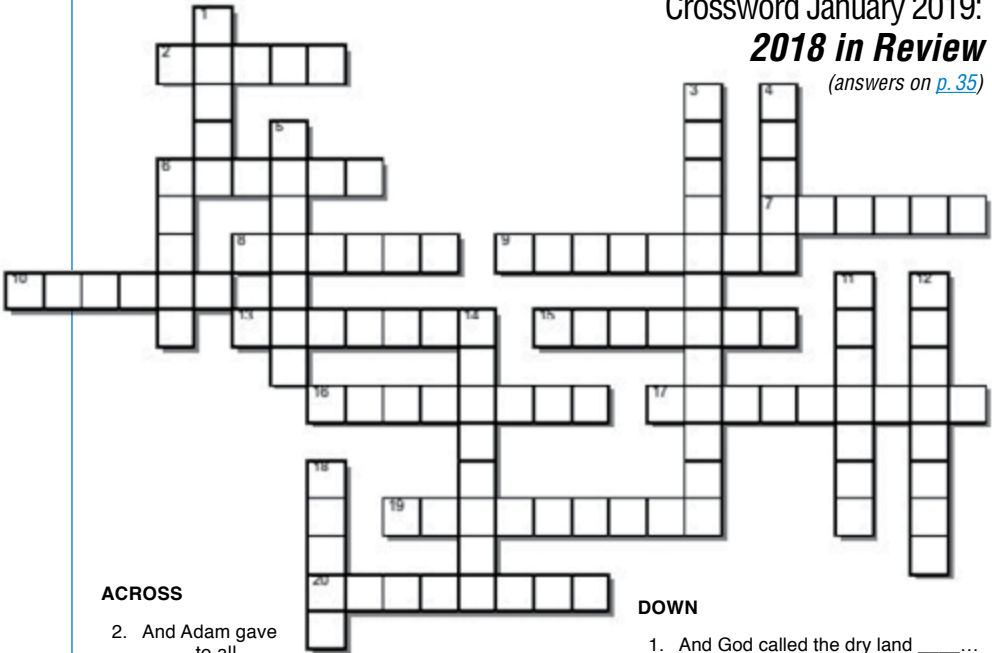 Crossword January 2019:
2018 in Review
(answers on p. 35)
1
2
3
4
5
6
7
8
9
10
11
12
13
14
15
16
17
18
19
20
ACROSS
2. And Adam gave
to all
DOWN
1. And God called the dry land ____…